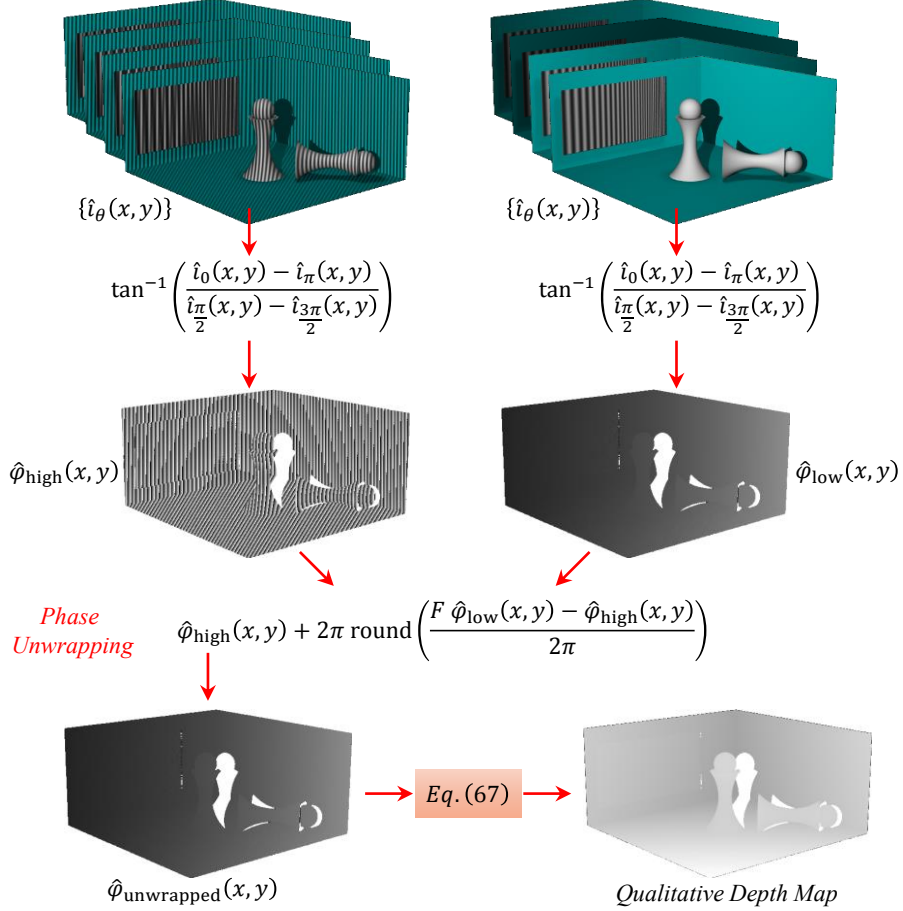 {î_θ(x, y)} {î_θ(x, y)}
tan⁻¹((î_0(x, y) − î_π(x, y))/(î_{π/2}(x, y) − î_{3π/2}(x, y))) tan⁻¹((î_0(x, y) − î_π(x, y))/(î_{π/2}(x, y) − î_{3π/2}(x, y)))
φ̂_high(x, y) φ̂_low(x, y)
Phase
Unwrapping
φ̂_high(x, y) + 2π round((F φ̂_low(x, y) − φ̂_high(x, y))/2π)
Eq. (67)
φ̂_unwrapped(x, y) Qualitative Depth Map